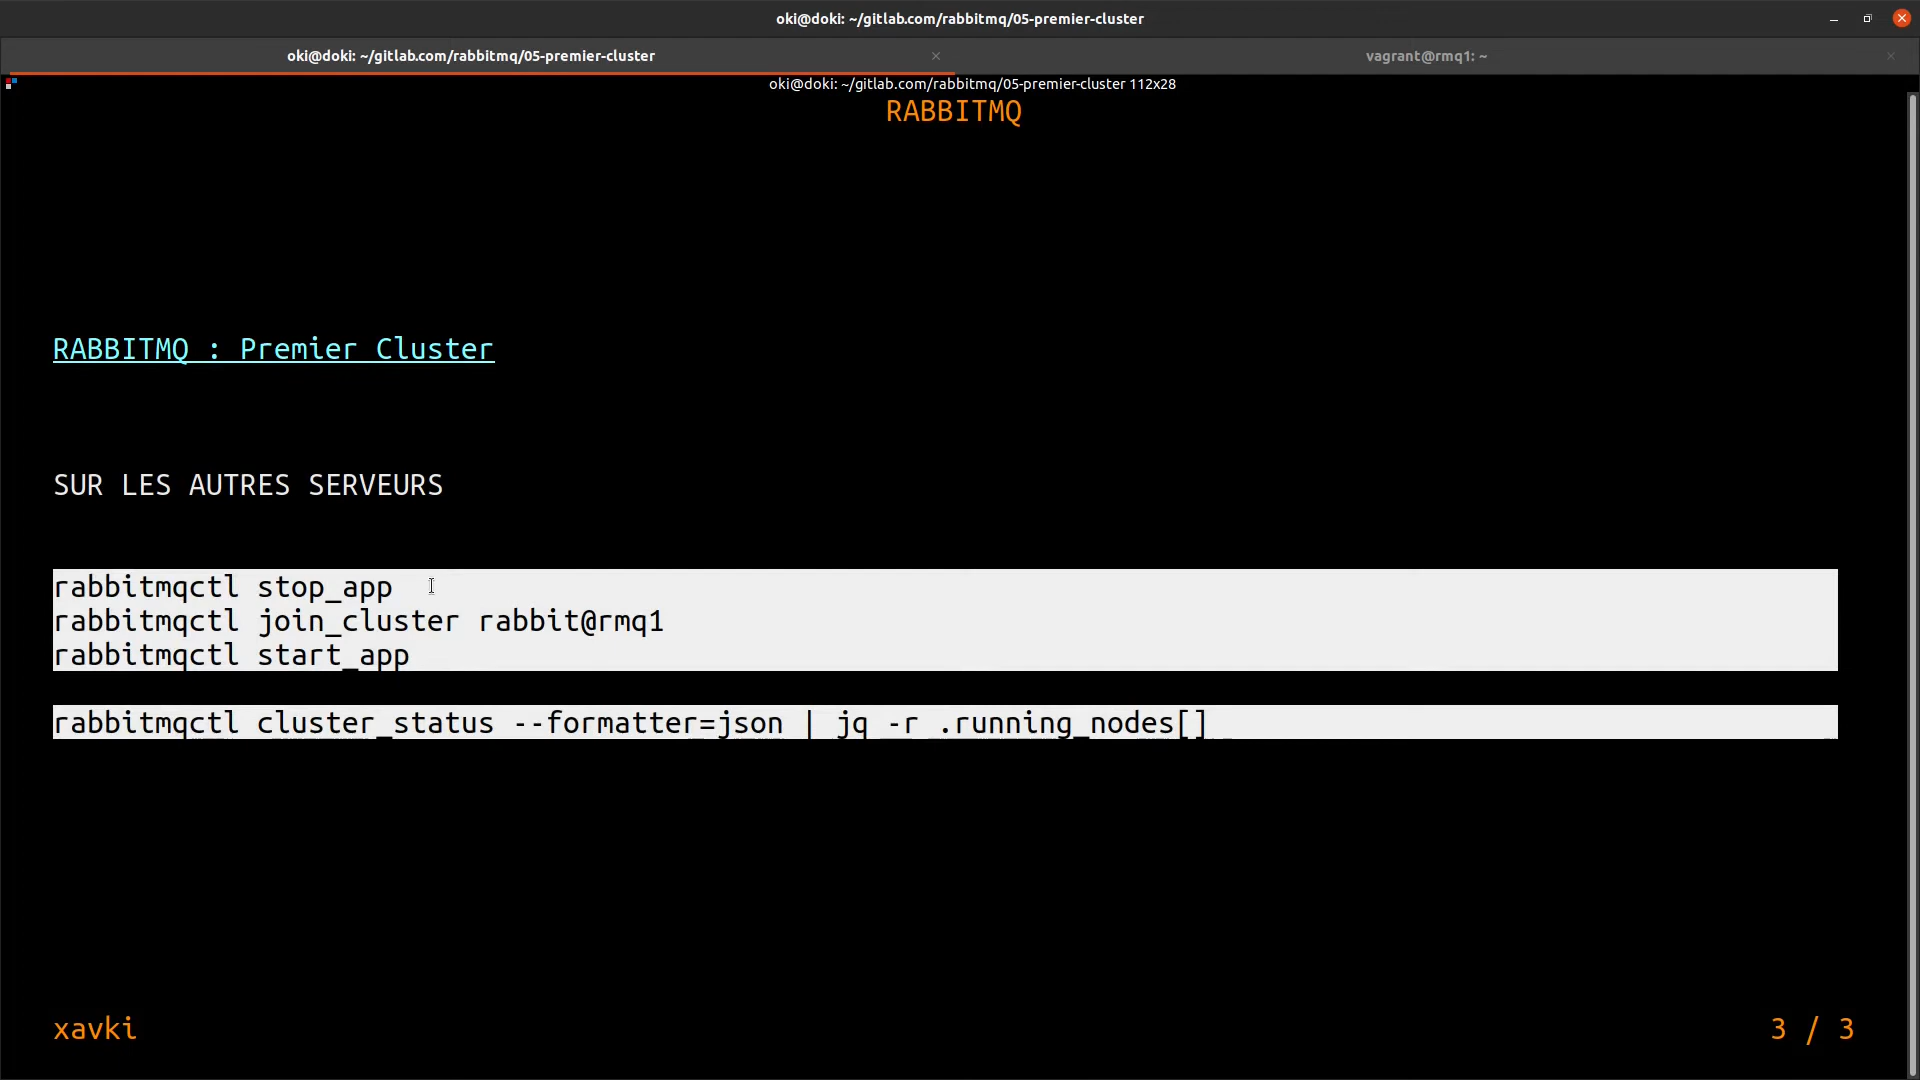 oki@doki: ~/gitlab.com/rabbitmq/05-premier-cluster
oki@doki: ~/gitlab.com/rabbitmq/05-premier-cluster
vagrant@rmq1: ~
oki@doki: ~/gitlab.com/rabbitmq/05-premier-cluster 112x28
RABBITMQ
RABBITMQ : Premier Cluster
SUR LES AUTRES SERVEURS
rabbitmqctl stop_app
rabbitmqctl join_cluster rabbit@rmq1
rabbitmqctl start_app
rabbitmqctl cluster_status --formatter=json | jq -r .running_nodes[]
xavki
3 / 3